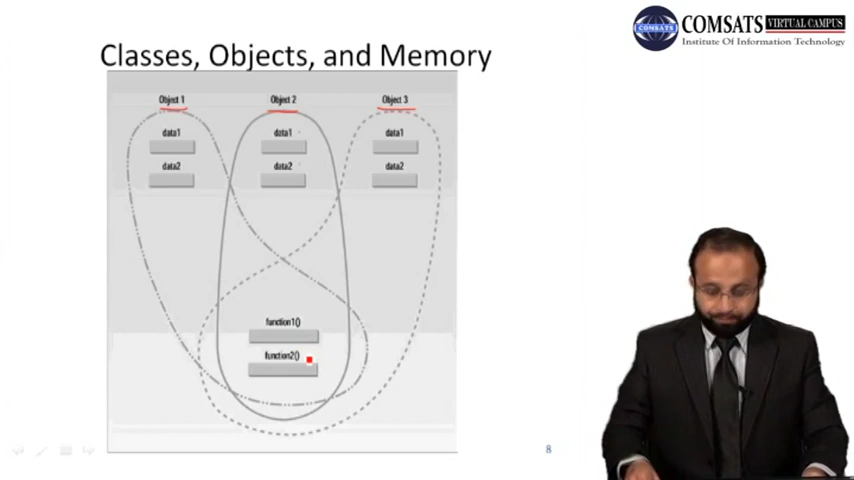 COMSATS VIRTUAL CAMPUS
Institute Of Information Technology
COMSATS
Classes, Objects, and Memory
Object 1 Object 2 Object 3
data1 data1 data1
data2 data2 data2
function1()
function2()
8